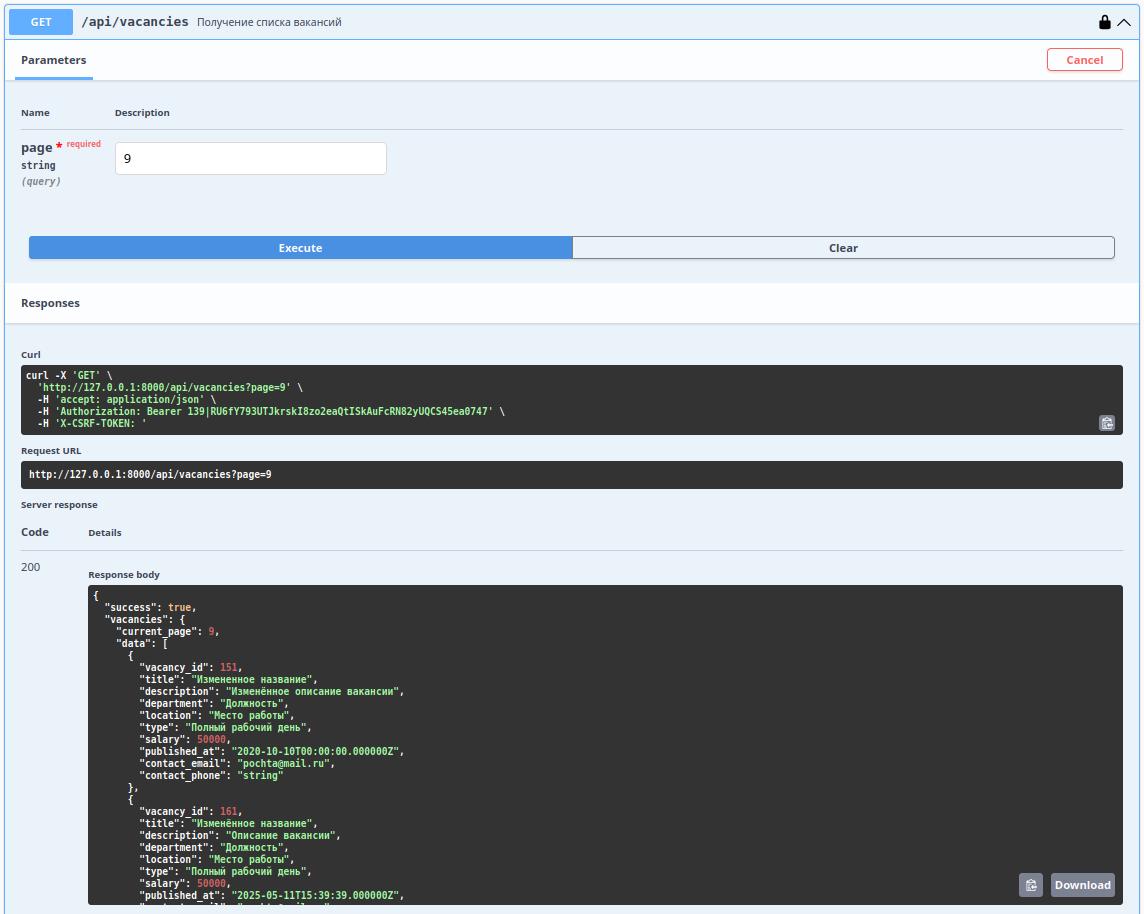 GET /api/vacancies Получение списка вакансий
Parameters
Cancel
Name Description
page * required
string
(query)
9
Execute Clear
Responses
Curl
curl -X 'GET' \
'http://127.0.0.1:8000/api/vacancies?page=9' \
-H 'accept: application/json' \
-H 'Authorization: Bearer 139|RU6fY793UTJkrskI8zo2eaQtISkAuFcRN82yUQCS45ea0747' \
-H 'X-CSRF-TOKEN: '
Request URL
http://127.0.0.1:8000/api/vacancies?page=9
Server response
Code Details
200
Response body
{
"success": true,
"vacancies": {
"current_page": 9,
"data": [
{
"vacancy_id": 151,
"title": "Измененное название",
"description": "Изменённое описание вакансии",
"department": "Должность",
"location": "Место работы",
"type": "Полный рабочий день",
"salary": 50000,
"published_at": "2020-10-10T00:00:00.000000Z",
"contact_email": "pochta@mail.ru",
"contact_phone": "string"
},
{
"vacancy_id": 161,
"title": "Изменённое название",
"description": "Описание вакансии",
"department": "Должность",
"location": "Место работы",
"type": "Полный рабочий день",
"salary": 50000,
"published_at": "2025-05-11T15:39:39.000000Z",
Download